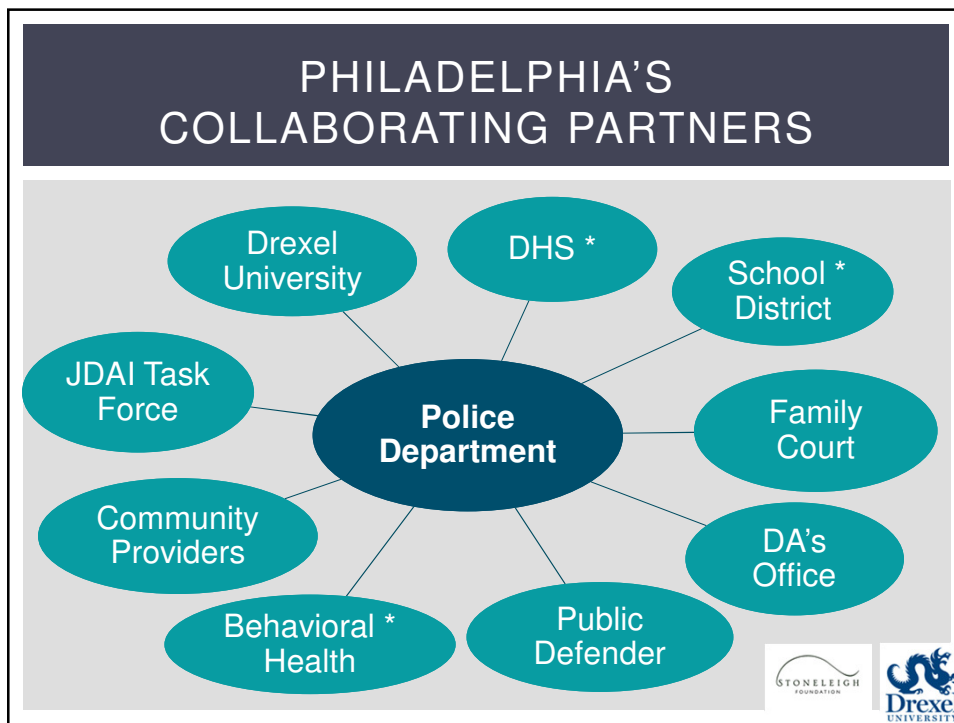 PHILADELPHIA'S
COLLABORATING PARTNERS
Drexel
University
DHS *
School *
District
JDAI Task
Force
Police
Department
Family
Court
Community
Providers
DA's
Office
Behavioral *
Health
Public
Defender
STONELEIGH
FOUNDATION
Drexel
UNIVERSITY